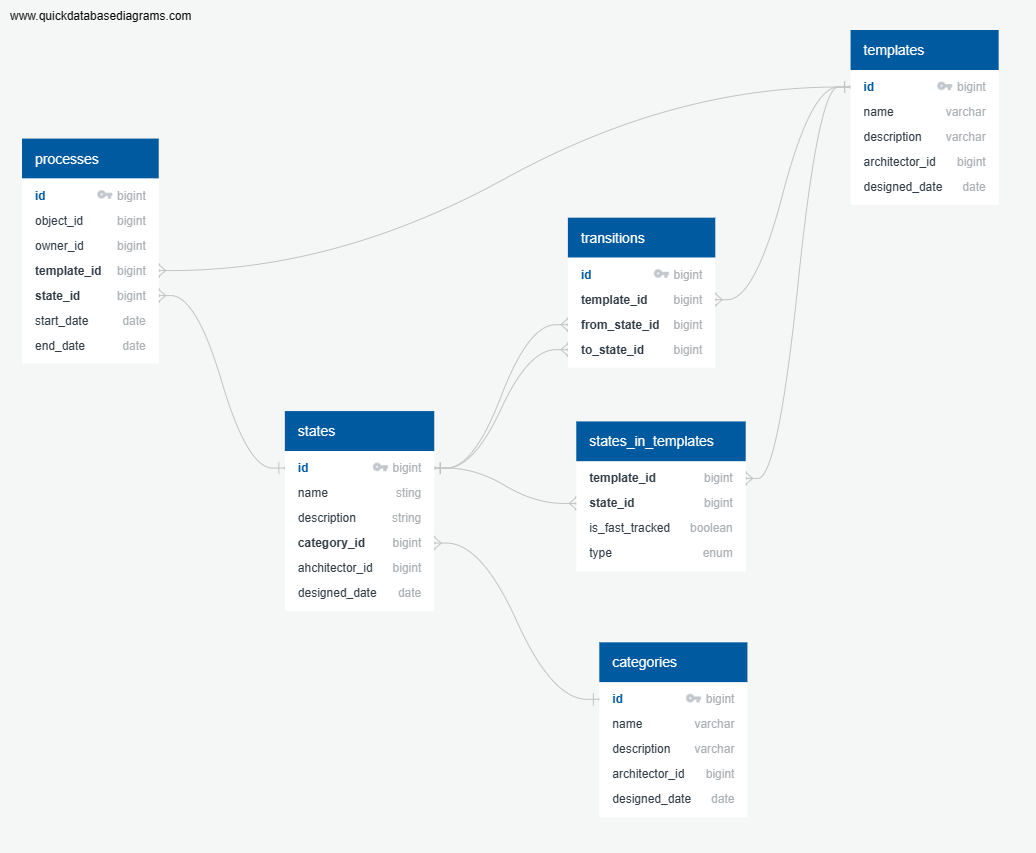 www.quickdatabasediagrams.com
templates
id bigint
name varchar
description varchar
architector_id bigint
designed_date date
processes
id bigint
object_id bigint
owner_id bigint
template_id bigint
state_id bigint
start_date date
end_date date
transitions
id bigint
template_id bigint
from_state_id bigint
to_state_id bigint
states
id bigint
name sting
description string
category_id bigint
ahchitector_id bigint
designed_date date
states_in_templates
template_id bigint
state_id bigint
is_fast_tracked boolean
type enum
categories
id bigint
name varchar
description varchar
architector_id bigint
designed_date date